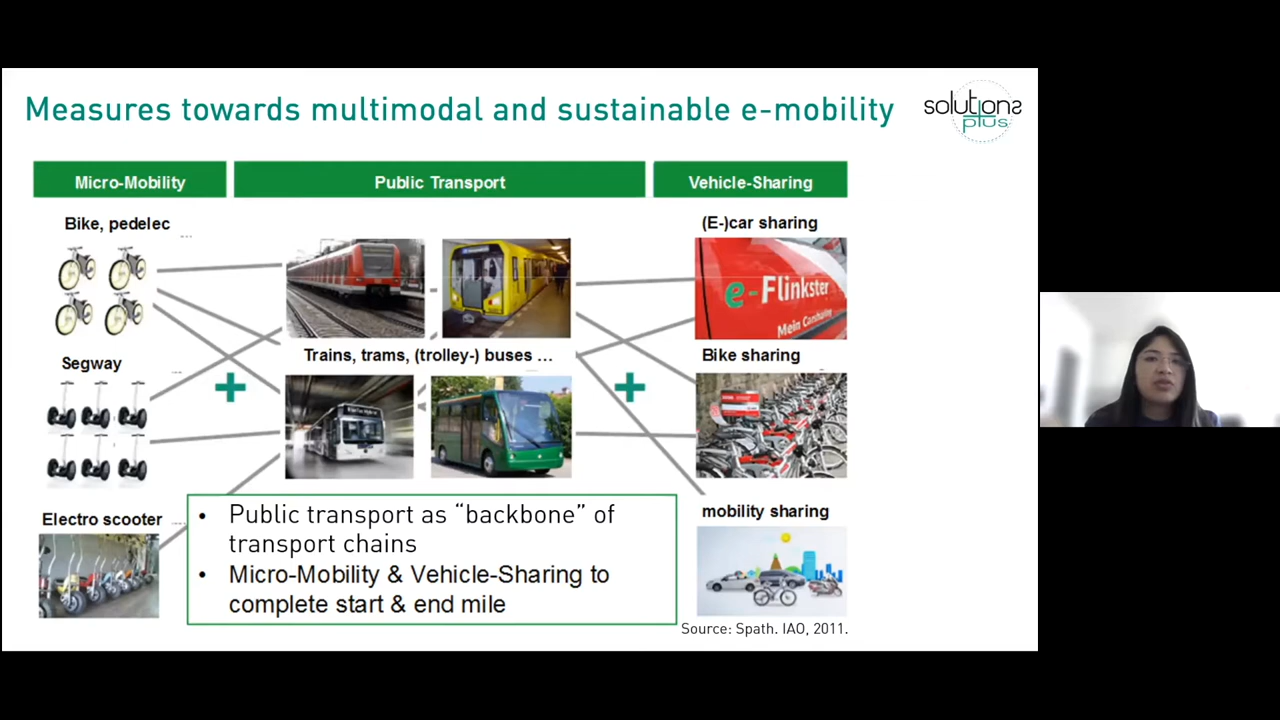 Measures towards multimodal and sustainable e-mobility
solutions
plus
Micro-Mobility
Public Transport
Vehicle-Sharing
Bike, pedelec
(E-)car sharing
e-Flinkster
Mein Carsharing
Trains, trams, (trolley-) buses ...
Bike sharing
Segway
Electro scooter
mobility sharing
• Public transport as “backbone” of
transport chains
• Micro-Mobility & Vehicle-Sharing to
complete start & end mile
Source: Spath. IAO, 2011.